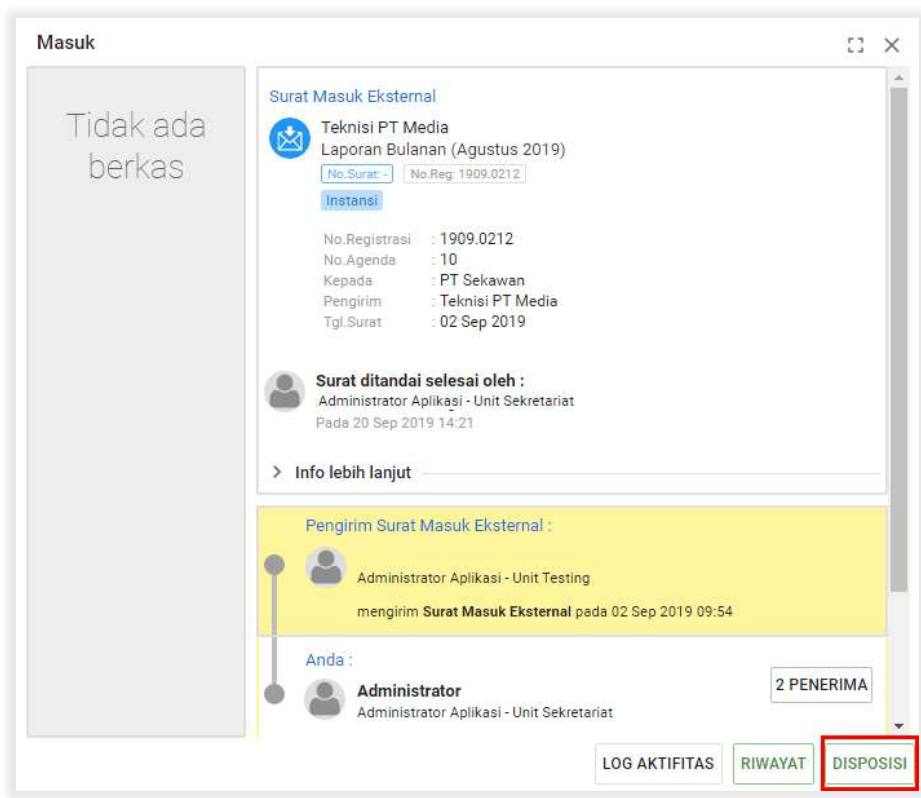 Masuk
Tidak ada
berkas
Surat Masuk Eksternal
Teknisi PT Media
Laporan Bulanan (Agustus 2019)
No.Surat: - No.Reg: 1909.0212
Instansi
No.Registrasi : 1909.0212
No.Agenda : 10
Kepada : PT Sekawan
Pengirim : Teknisi PT Media
Tgl.Surat : 02 Sep 2019
Surat ditandai selesai oleh :
Administrator Aplikasi - Unit Sekretariat
Pada 20 Sep 2019 14:21
Info lebih lanjut
Pengirim Surat Masuk Eksternal :
Administrator Aplikasi - Unit Testing
mengirim Surat Masuk Eksternal pada 02 Sep 2019 09:54
Anda :
Administrator
Administrator Aplikasi - Unit Sekretariat
2 PENERIMA
LOG AKTIFITAS RIWAYAT DISPOSISI